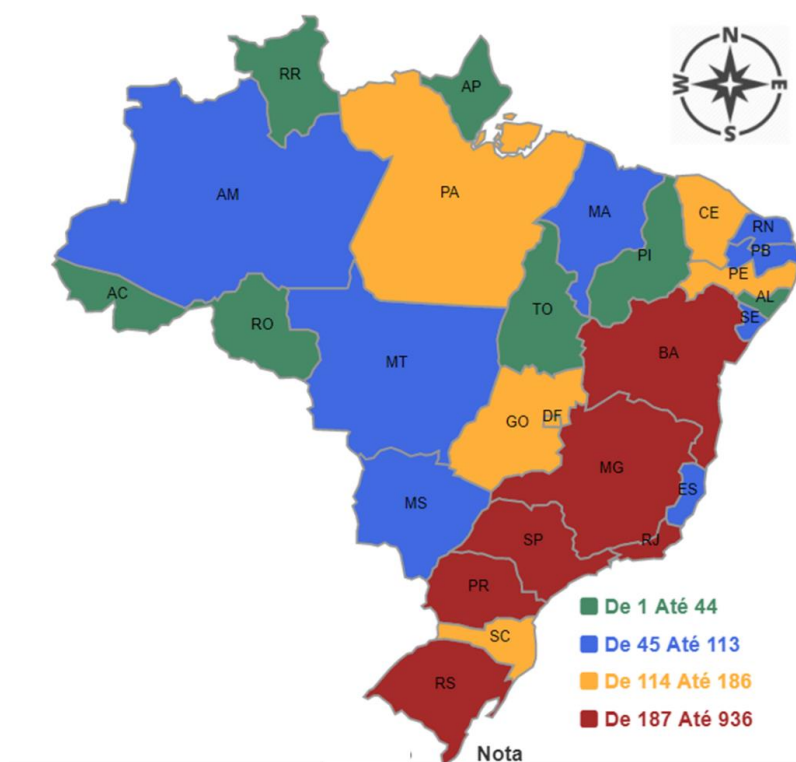 N
W
E
S
RR
AP
AM
PA
MA
CE
RN
PB
PI
PE
AC
AL
TO
SE
RO
BA
MT
GO
DF
MG
ES
MS
SP
RJ
PR
De 1 Até 44
SC
De 45 Até 113
RS
De 114 Até 186
De 187 Até 936
Nota